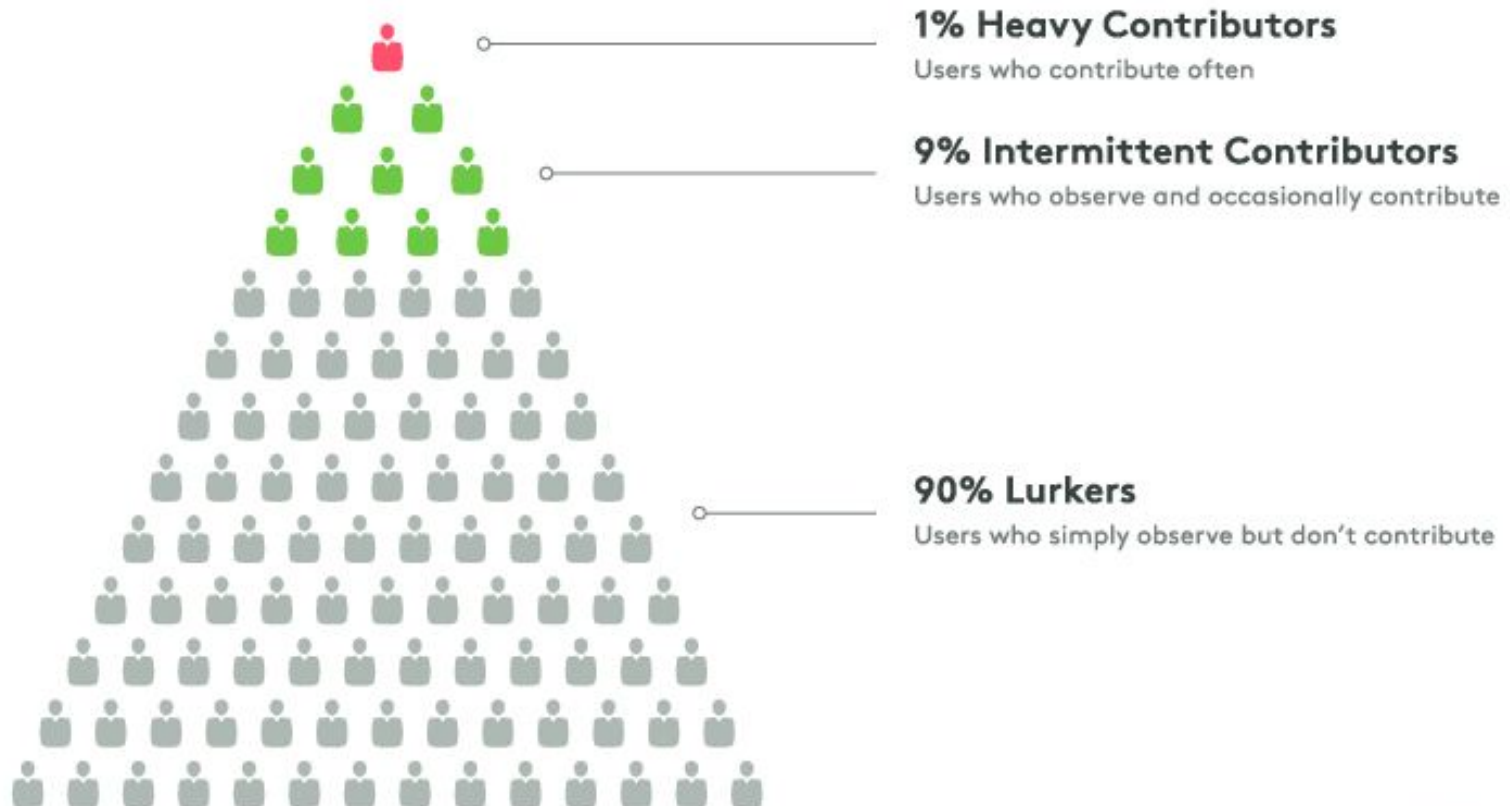 1% Heavy Contributors
Users who contribute often
9% Intermittent Contributors
Users who observe and occasionally contribute
90% Lurkers
Users who simply observe but don't contribute